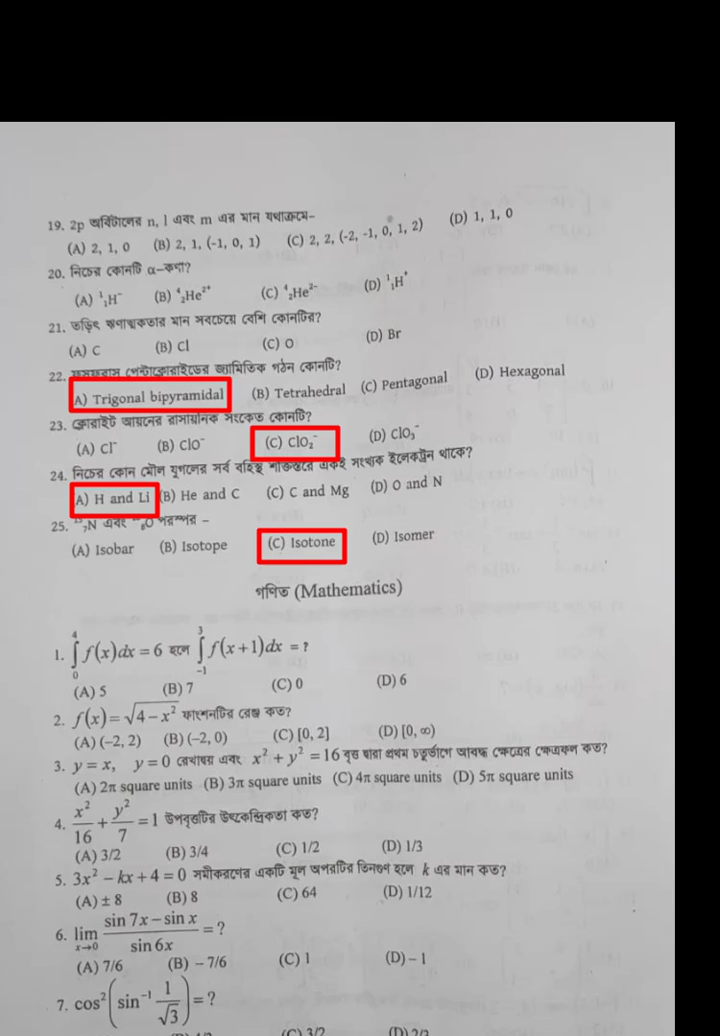 19. 2p অরবিটালের n, l এবং m এর মান যথাক্রমে–
(A) 2, 1, 0 (B) 2, 1, (-1, 0, 1) (C) 2, 2, (-2, -1, 0, 1, 2) (D) 1, 1, 0
20. নিচের কোনটি α–কণা?
(A) ¹₁H⁻ (B) ⁴₂He²⁺ (C) ⁴₂He²⁻ (D) ¹₁H⁺
21. তড়িৎ ঋণাত্মকতার মান সবচেয়ে বেশি কোনটির?
(A) C (B) Cl (C) O (D) Br
22. পেন্টাক্লোরাইডের জ্যামিতিক গঠন কোনটি?
A) Trigonal bipyramidal (B) Tetrahedral (C) Pentagonal (D) Hexagonal
23. ক্লোরাইট আয়নের রাসায়নিক সংকেত কোনটি?
(A) Cl⁻ (B) ClO⁻ (C) ClO₂⁻ (D) ClO₃⁻
24. নিচের কোন মৌল যুগলের সর্ব বহিস্থ শক্তিস্তরে একই সংখ্যক ইলেকট্রন থাকে?
A) H and Li (B) He and C (C) C and Mg (D) O and N
25. ₇N এবং ₈O পরস্পর –
(A) Isobar (B) Isotope (C) Isotone (D) Isomer
গণিত (Mathematics)
1. ∫₀⁴ f(x)dx = 6 হলে ∫₋₁³ f(x+1)dx = ?
(A) 5 (B) 7 (C) 0 (D) 6
2. f(x) = √(4 – x²) ফাংশনটির রেঞ্জ কত?
(A) (–2, 2) (B) (–2, 0) (C) [0, 2] (D) [0, ∞)
3. y = x, y = 0 রেখাদ্বয় এবং x² + y² = 16 বৃত্ত দ্বারা প্রথম চতুর্ভাগে আবদ্ধ ক্ষেত্রের ক্ষেত্রফল কত?
(A) 2π square units (B) 3π square units (C) 4π square units (D) 5π square units
4. x²/16 + y²/7 = 1 উপবৃত্তটির উৎকেন্দ্রিকতা কত?
(A) 3/2 (B) 3/4 (C) 1/2 (D) 1/3
5. 3x² – kx + 4 = 0 সমীকরণের একটি মূল অপরটির তিনগুণ হলে k এর মান কত?
(A) ± 8 (B) 8 (C) 64 (D) 1/12
6. lim x→0 (sin 7x – sin x)/(sin 6x) = ?
(A) 7/6 (B) – 7/6 (C) 1 (D) – 1
7. cos²(sin⁻¹ 1/√3) = ?
(C) 3/2 (D) 2/3